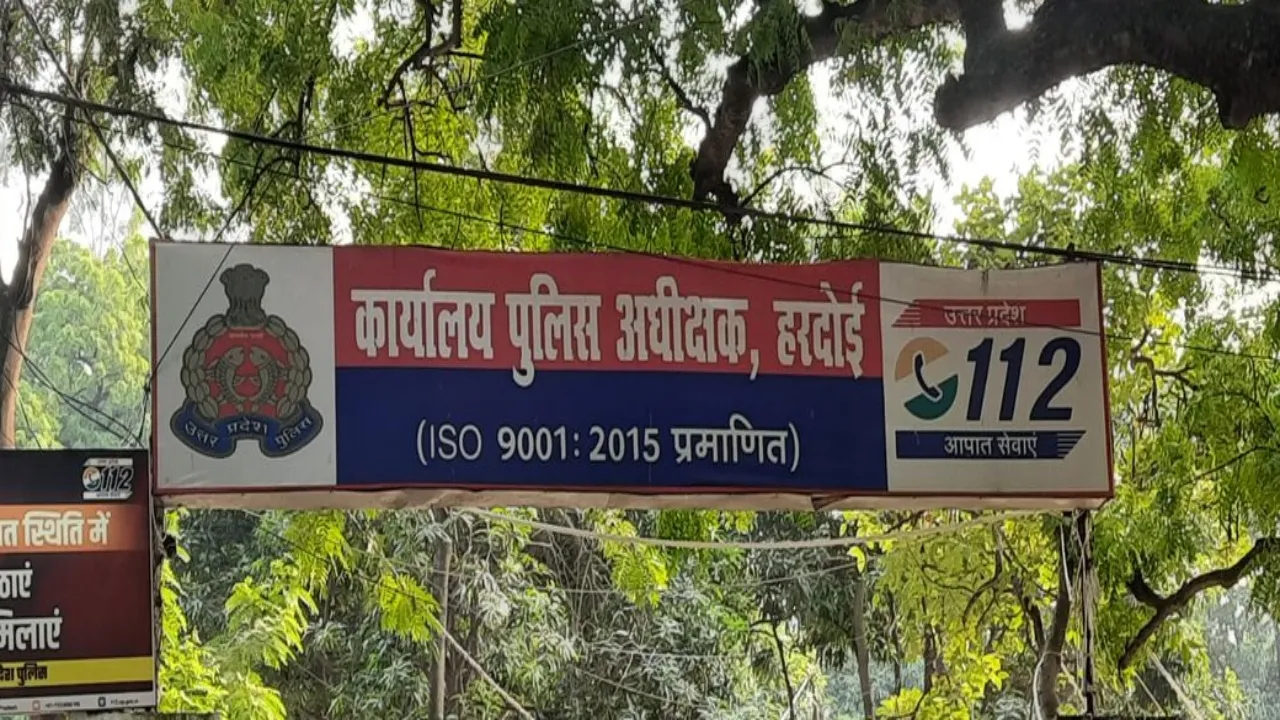 कार्यालय पुलिस अधीक्षक, हरदोई
(ISO 9001: 2015 प्रमाणित)
उत्तर प्रदेश पुलिस
उत्तर प्रदेश
112
आपात सेवाएं
112
त स्थिति में
ठाएं
मिलाएं
देश पुलिस